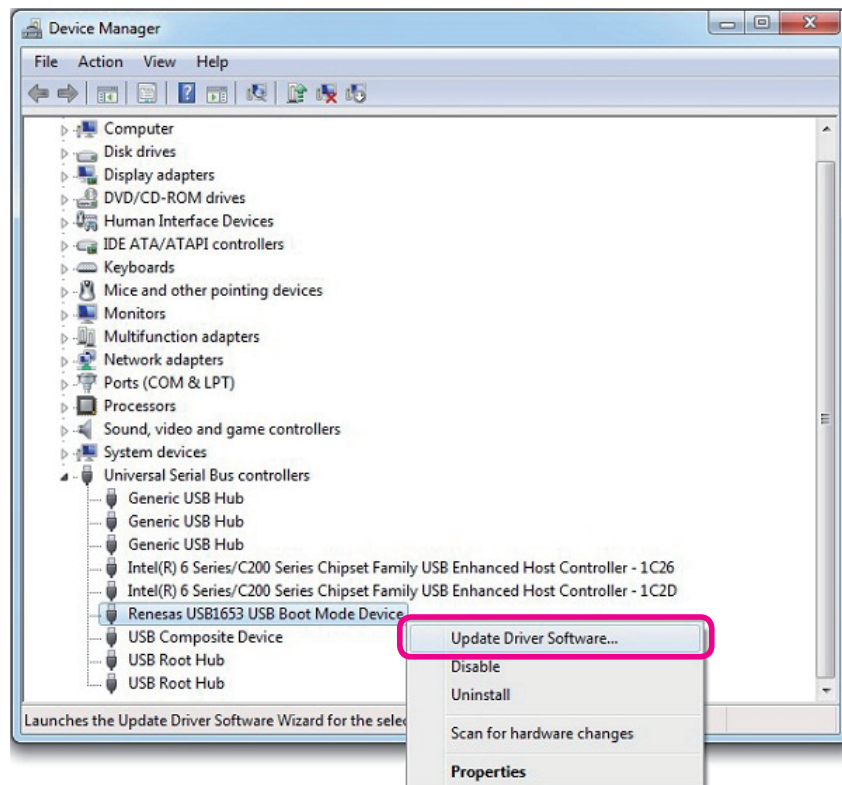 Device Manager
File Action View Help
Computer
Disk drives
Display adapters
DVD/CD-ROM drives
Human Interface Devices
IDE ATA/ATAPI controllers
Keyboards
Mice and other pointing devices
Monitors
Multifunction adapters
Network adapters
Ports (COM & LPT)
Processors
Sound, video and game controllers
System devices
Universal Serial Bus controllers
Generic USB Hub
Generic USB Hub
Generic USB Hub
Intel(R) 6 Series/C200 Series Chipset Family USB Enhanced Host Controller - 1C26
Intel(R) 6 Series/C200 Series Chipset Family USB Enhanced Host Controller - 1C2D
Renesas USB1653 USB Boot Mode Device
USB Composite Device
USB Root Hub
USB Root Hub
Update Driver Software...
Disable
Uninstall
Scan for hardware changes
Properties
Launches the Update Driver Software Wizard for the selec